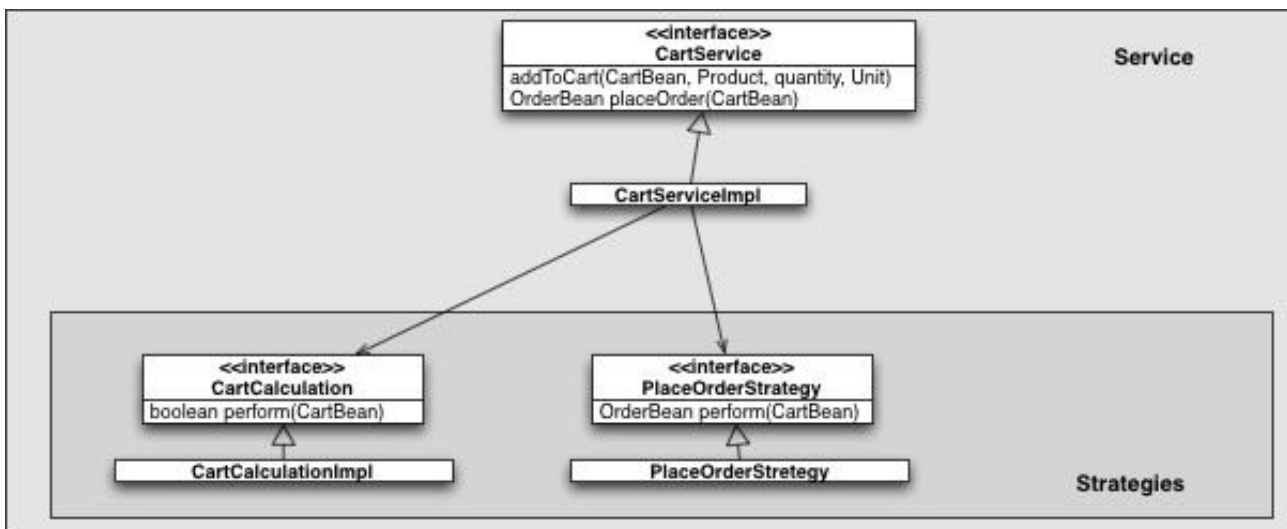 <<interface>>
CartService
Service
addToCart(CartBean, Product, quantity, Unit)
OrderBean placeOrder(CartBean)
CartServiceImpl
<<interface>>
CartCalculation
boolean perform(CartBean)
CartCalculationImpl
<<interface>>
PlaceOrderStrategy
OrderBean perform(CartBean)
PlaceOrderStretegy
Strategies